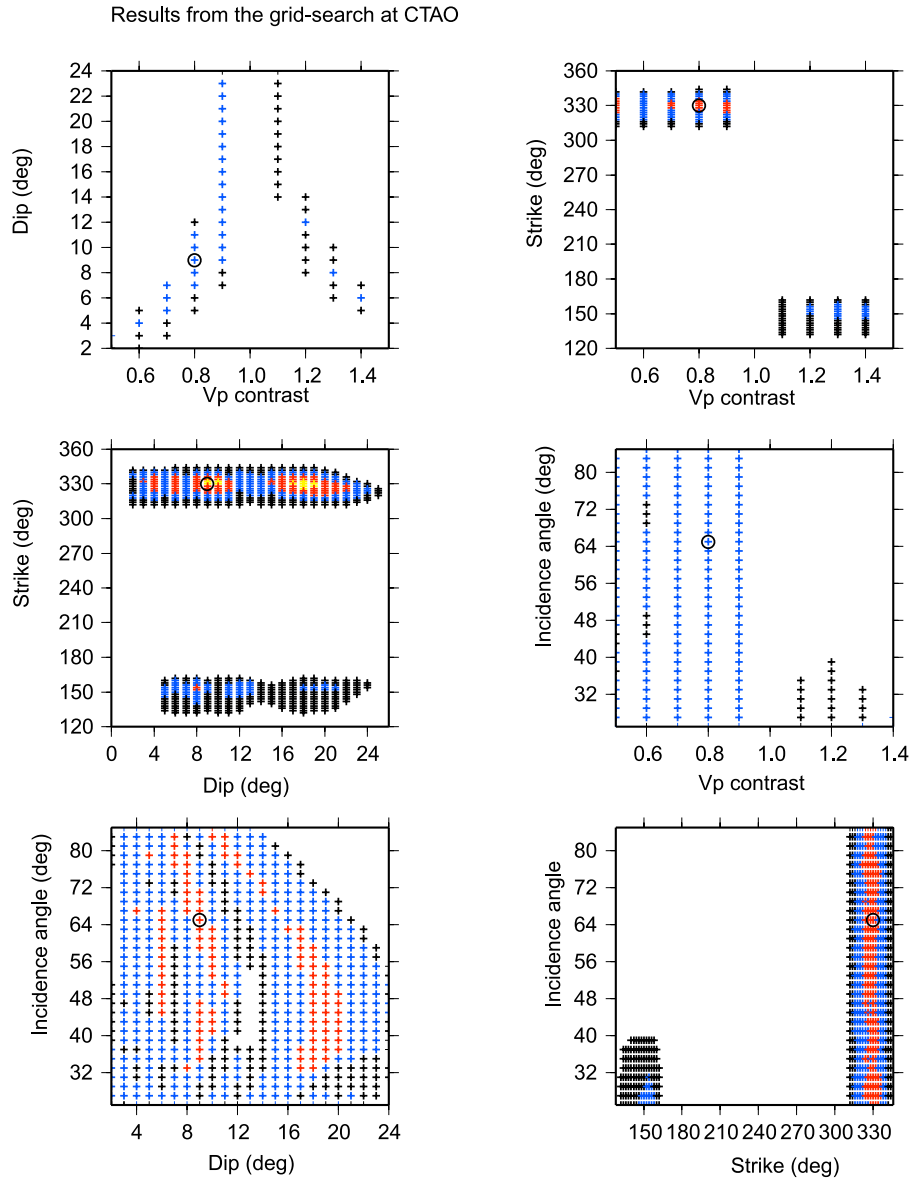 Results from the grid-search at CTAO
24
22
20
18
16
14
12
10
8
6
4
2
Dip (deg)
0.6 0.8 1.0 1.2 1.4
Vp contrast
360
330
300
270
240
210
180
150
120
Strike (deg)
0.6 0.8 1.0 1.2 1.4
Vp contrast
360
330
300
270
240
210
180
150
120
Strike (deg)
0 4 8 12 16 20 24
Dip (deg)
80
72
64
56
48
40
32
Incidence angle (deg)
0.6 0.8 1.0 1.2 1.4
Vp contrast
80
72
64
56
48
40
32
Incidence angle (deg)
4 8 12 16 20 24
Dip (deg)
80
72
64
56
48
40
32
Incidence angle
150 180 210 240 270 300 330
Strike (deg)